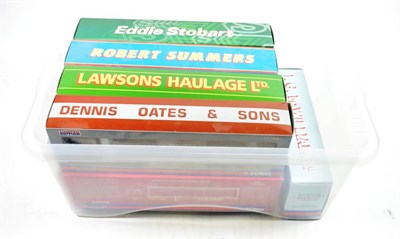 Eddie Stobart
ROBERT SUMMERS
LAWSONS HAULAGE LTD.
DENNIS OATES & SONS